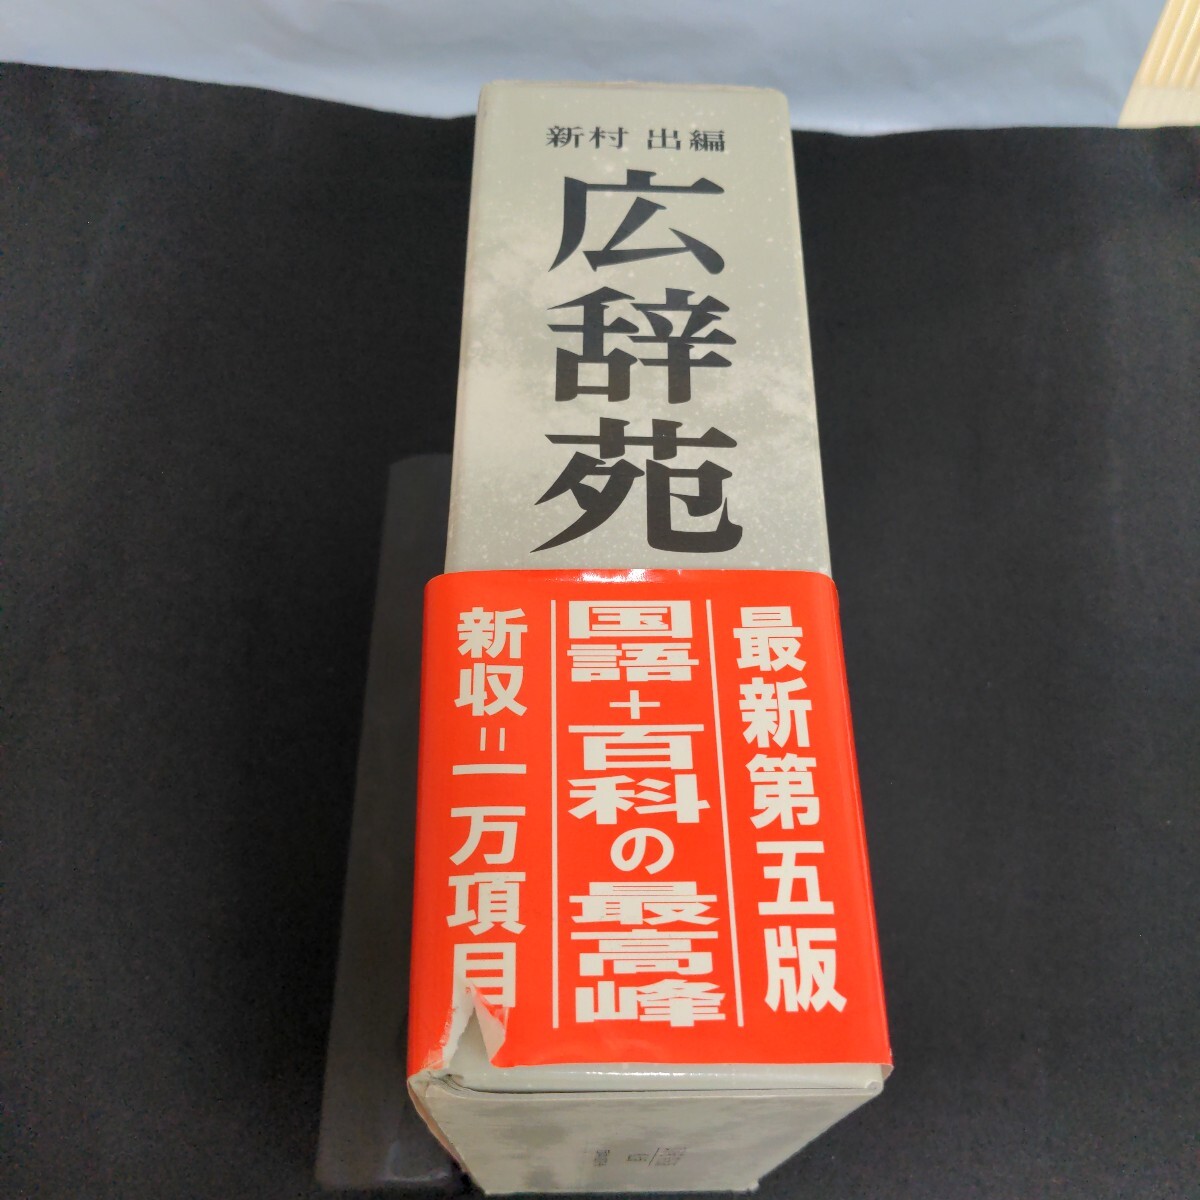 新村 出編
広辞苑
最新第五版
国語+百科の最高峰
新収=一万項目